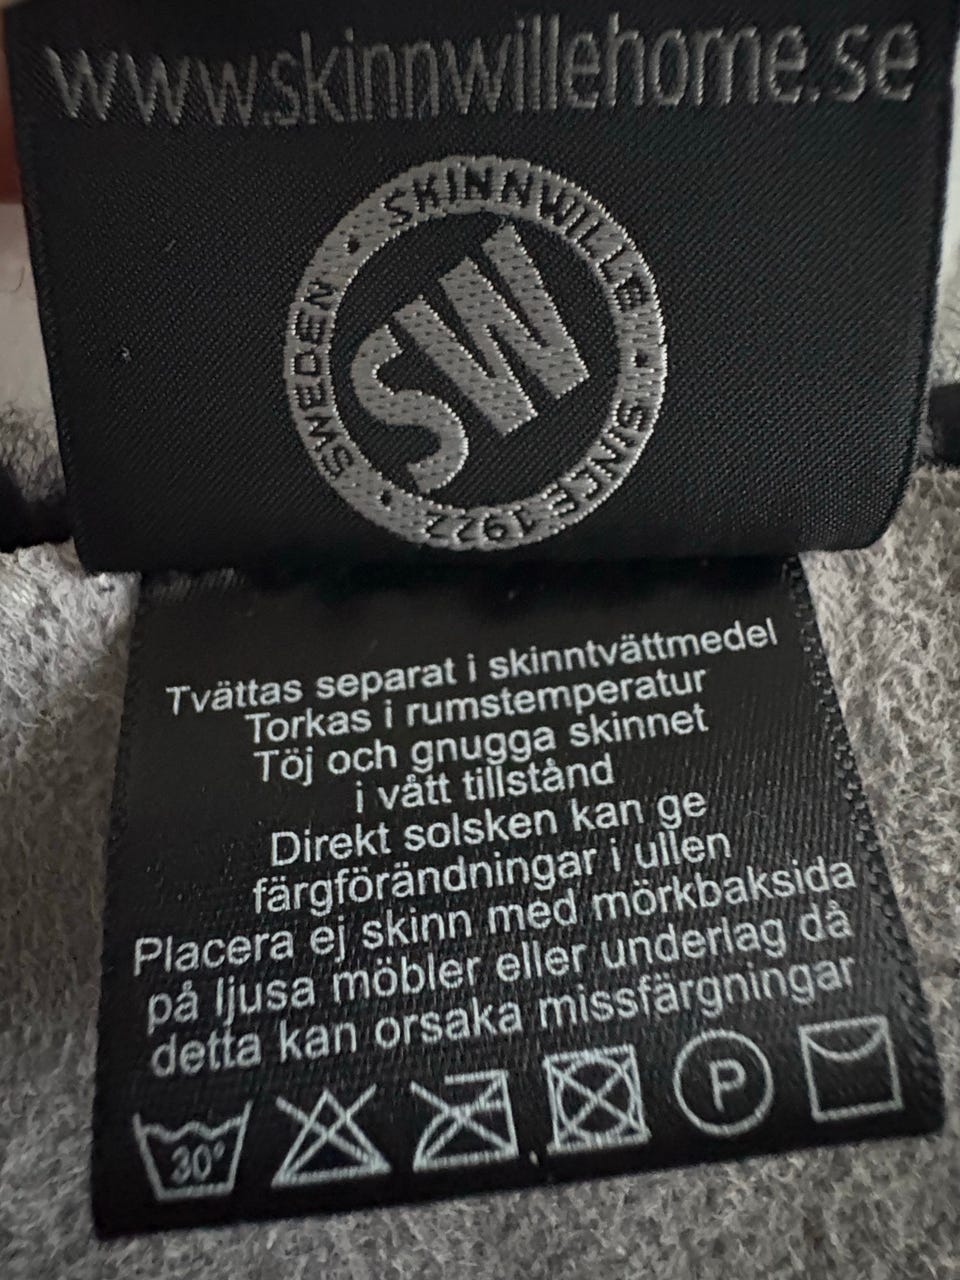 www.skinnwillehome.se
SKINNWILLE • SINCE 1922 • SWEDEN •
SW
Tvättas separat i skinntvättmedel
Torkas i rumstemperatur
Töj och gnugga skinnet
i vått tillstånd
Direkt solsken kan ge
färgförändningar i ullen
Placera ej skinn med mörkbaksida
på ljusa möbler eller underlag då
detta kan orsaka missfärgningar
30°
P